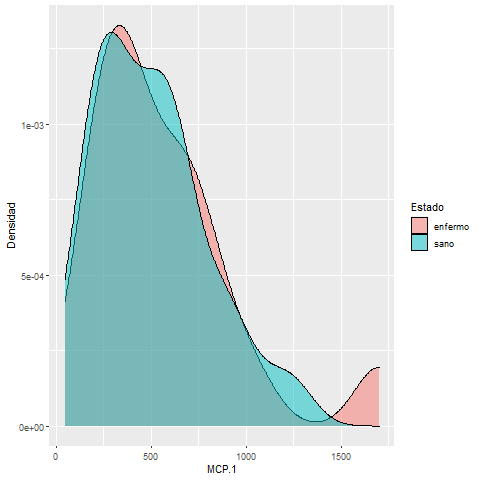 Densidad
1e-03
5e-04
0e+00
0
500
1000
1500
MCP.1
Estado
enfermo
sano